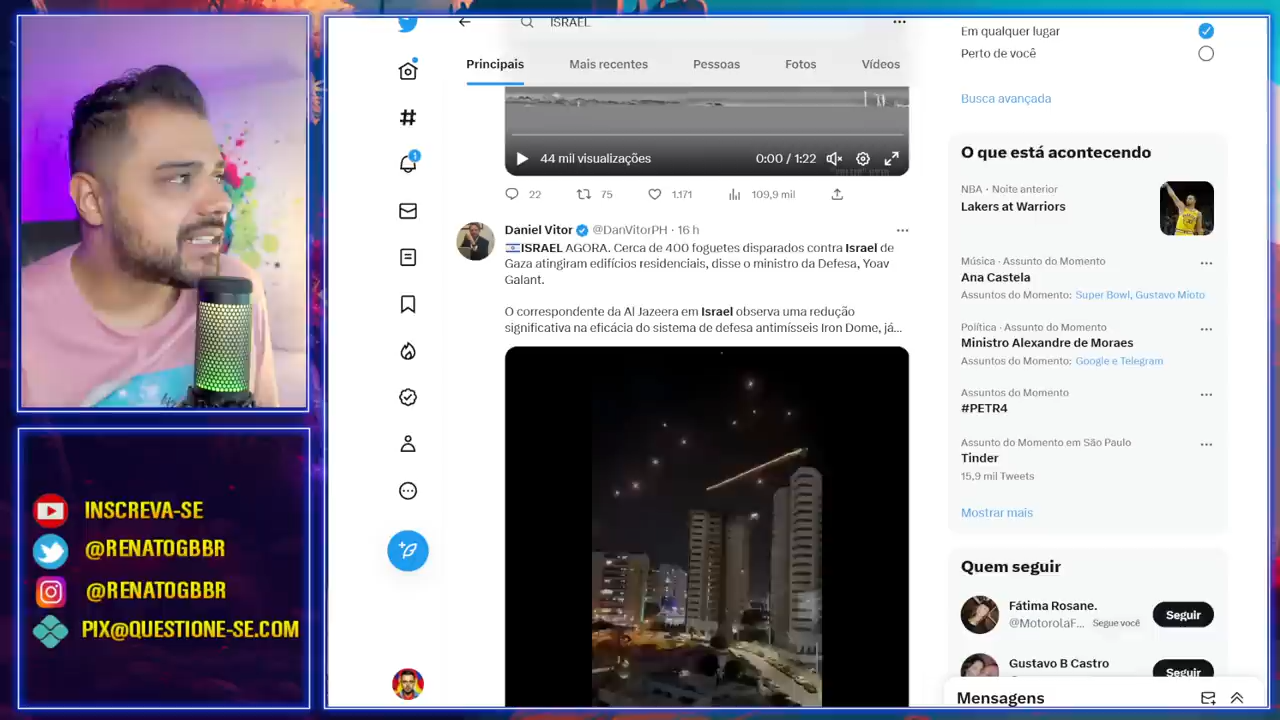 ISRAEL
Principais
Mais recentes
Pessoas
Fotos
Vídeos
44 mil visualizações
0:00 / 1:22
22
75
1.171
109,9 mil
Daniel Vitor @DanVitorPH · 16 h
ISRAEL AGORA. Cerca de 400 foguetes disparados contra Israel de
Gaza atingiram edifícios residenciais, disse o ministro da Defesa, Yoav
Galant.
O correspondente da Al Jazeera em Israel observa uma redução
significativa na eficácia do sistema de defesa antimísseis Iron Dome, já...
Em qualquer lugar
Perto de você
Busca avançada
O que está acontecendo
NBA · Noite anterior
Lakers at Warriors
Música · Assunto do Momento
Ana Castela
Assuntos do Momento: Super Bowl, Gustavo Mioto
Política · Assunto do Momento
Ministro Alexandre de Moraes
Assuntos do Momento: Google e Telegram
Assuntos do Momento
#PETR4
Assunto do Momento em São Paulo
Tinder
15,9 mil Tweets
Mostrar mais
Quem seguir
Fátima Rosane.
@MotorolaF... Segue você
Seguir
Gustavo B Castro
Seguir
Mensagens
1
INSCREVA-SE
@RENATOGBBR
@RENATOGBBR
PIX@QUESTIONE-SE.COM